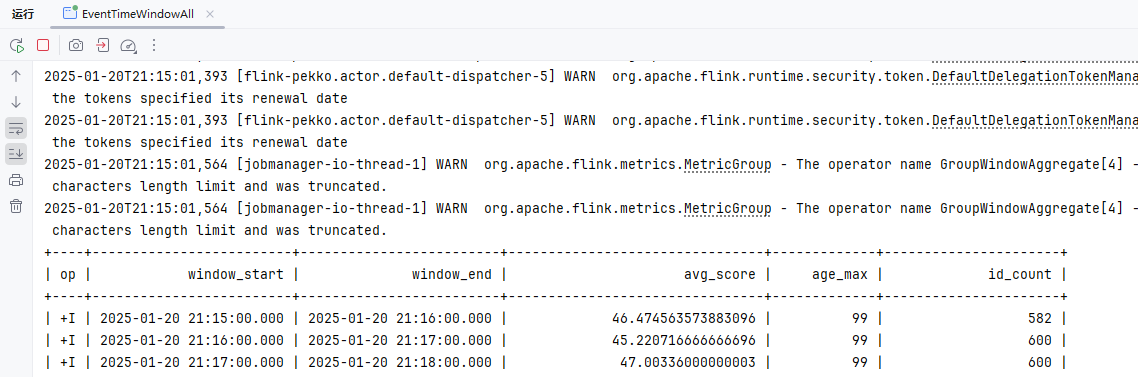 运行 EventTimeWindowAll
2025-01-20T21:15:01,393 [flink-pekko.actor.default-dispatcher-5] WARN  org.apache.flink.runtime.security.token.DefaultDelegationTokenMana
the tokens specified its renewal date
2025-01-20T21:15:01,393 [flink-pekko.actor.default-dispatcher-5] WARN  org.apache.flink.runtime.security.token.DefaultDelegationTokenMana
the tokens specified its renewal date
2025-01-20T21:15:01,564 [jobmanager-io-thread-1] WARN  org.apache.flink.metrics.MetricGroup - The operator name GroupWindowAggregate[4] -
characters length limit and was truncated.
2025-01-20T21:15:01,564 [jobmanager-io-thread-1] WARN  org.apache.flink.metrics.MetricGroup - The operator name GroupWindowAggregate[4] -
characters length limit and was truncated.
+----+-------------------------+-------------------------+--------------------------------+-------------+----------------------+
| op |            window_start |              window_end |                      avg_score |     age_max |             id_count |
+----+-------------------------+-------------------------+--------------------------------+-------------+----------------------+
| +I | 2025-01-20 21:15:00.000 | 2025-01-20 21:16:00.000 |             46.474563573883096 |          99 |                  582 |
| +I | 2025-01-20 21:16:00.000 | 2025-01-20 21:17:00.000 |             45.220716666666696 |          99 |                  600 |
| +I | 2025-01-20 21:17:00.000 | 2025-01-20 21:18:00.000 |              47.00336000000003 |          99 |                  600 |